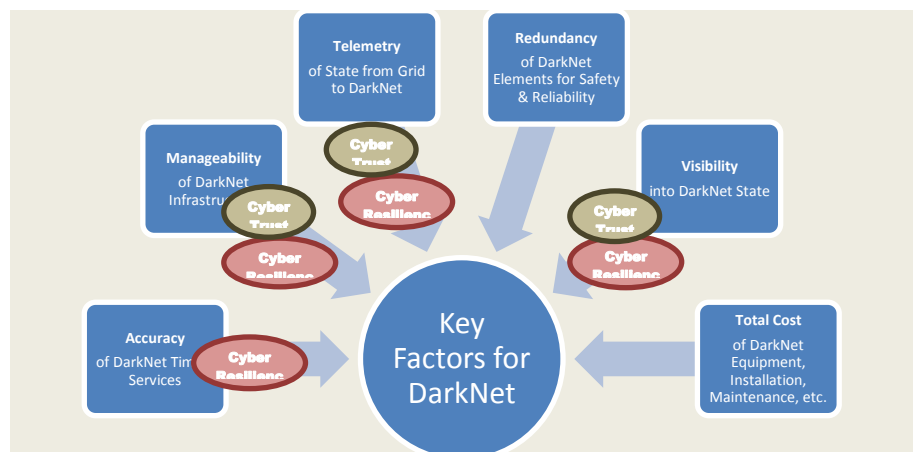 Telemetry
of State from Grid
to DarkNet
Redundancy
of DarkNet
Elements for Safety
& Reliability
Manageability
of DarkNet
Cyber
Cyber
Visibility
into DarkNet State
Cyber
Cyber
Cyber
Cyber
Accuracy
of DarkNet
Services
Cyber
Key
Factors for
DarkNet
Total Cost
of DarkNet
Equipment,
Installation,
Maintenance, etc.